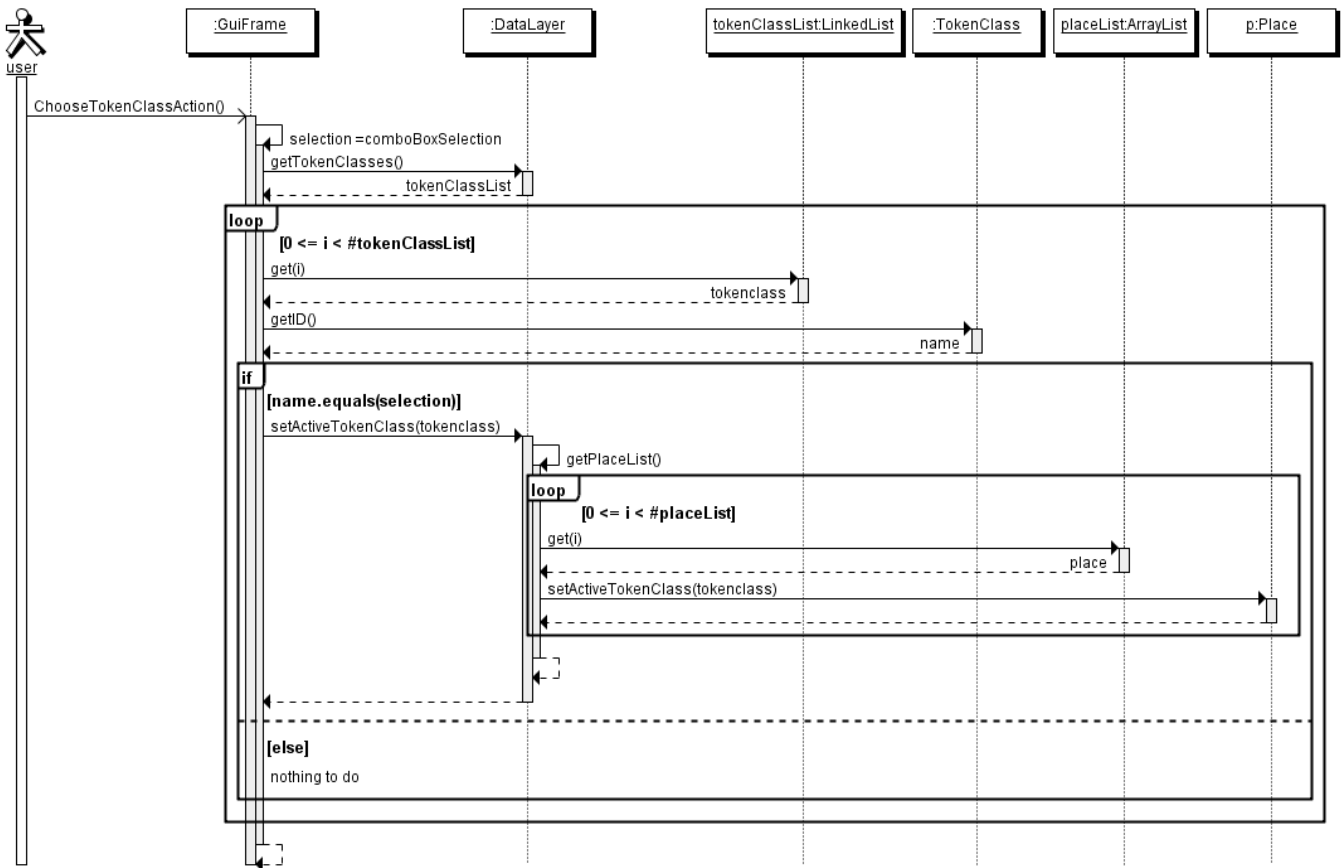 :GuiFrame
:DataLayer
tokenClassList:LinkedList
:TokenClass
placeList:ArrayList
p:Place
user
ChooseTokenClassAction()
selection =comboBoxSelection
getTokenClasses()
tokenClassList
loop
[0 <= i < #tokenClassList]
get(i)
tokenclass
getID()
name
if
[name.equals(selection)]
setActiveTokenClass(tokenclass)
getPlaceList()
loop
[0 <= i < #placeList]
get(i)
place
setActiveTokenClass(tokenclass)
[else]
nothing to do